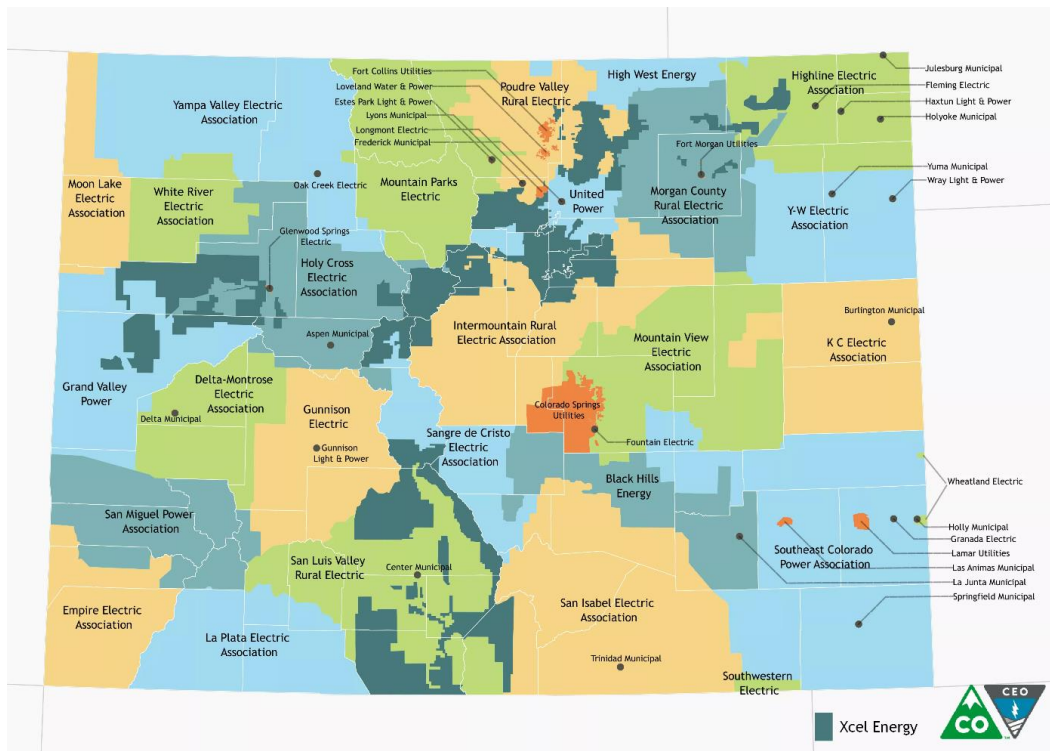 Fort Collins Utilities
Loveland Water & Power
Estes Park Light & Power
Lyons Municipal
Longmont Electric
Frederick Municipal
Poudre Valley
Rural Electric
High West Energy
Highline Electric
Association
Julesburg Municipal
Fleming Electric
Haxtun Light & Power
Holyoke Municipal
Yampa Valley Electric
Association
Fort Morgan Utilities
Yuma Municipal
Wray Light & Power
Moon Lake
Electric
Association
White River
Electric
Association
Oak Creek Electric
Mountain Parks
Electric
United
Power
Morgan County
Rural Electric
Association
Y-W Electric
Association
Glenwood Springs
Electric
Holy Cross
Electric
Association
Burlington Municipal
Aspen Municipal
Intermountain Rural
Electric Association
Mountain View
Electric
Association
K C Electric
Association
Grand Valley
Power
Delta-Montrose
Electric
Association
Delta Municipal
Gunnison
Electric
Colorado Springs
Utilities
Gunnison
Light & Power
Sangre de Cristo
Electric
Association
Fountain Electric
Black Hills
Energy
Wheatland Electric
San Miguel Power
Association
Holly Municipal
Granada Electric
Lamar Utilities
Las Animas Municipal
La Junta Municipal
Springfield Municipal
Southeast Colorado
Power Association
San Luis Valley
Rural Electric
Center Municipal
Empire Electric
Association
La Plata Electric
Association
San Isabel Electric
Association
Trinidad Municipal
Southwestern
Electric
Xcel Energy
CO
CEO